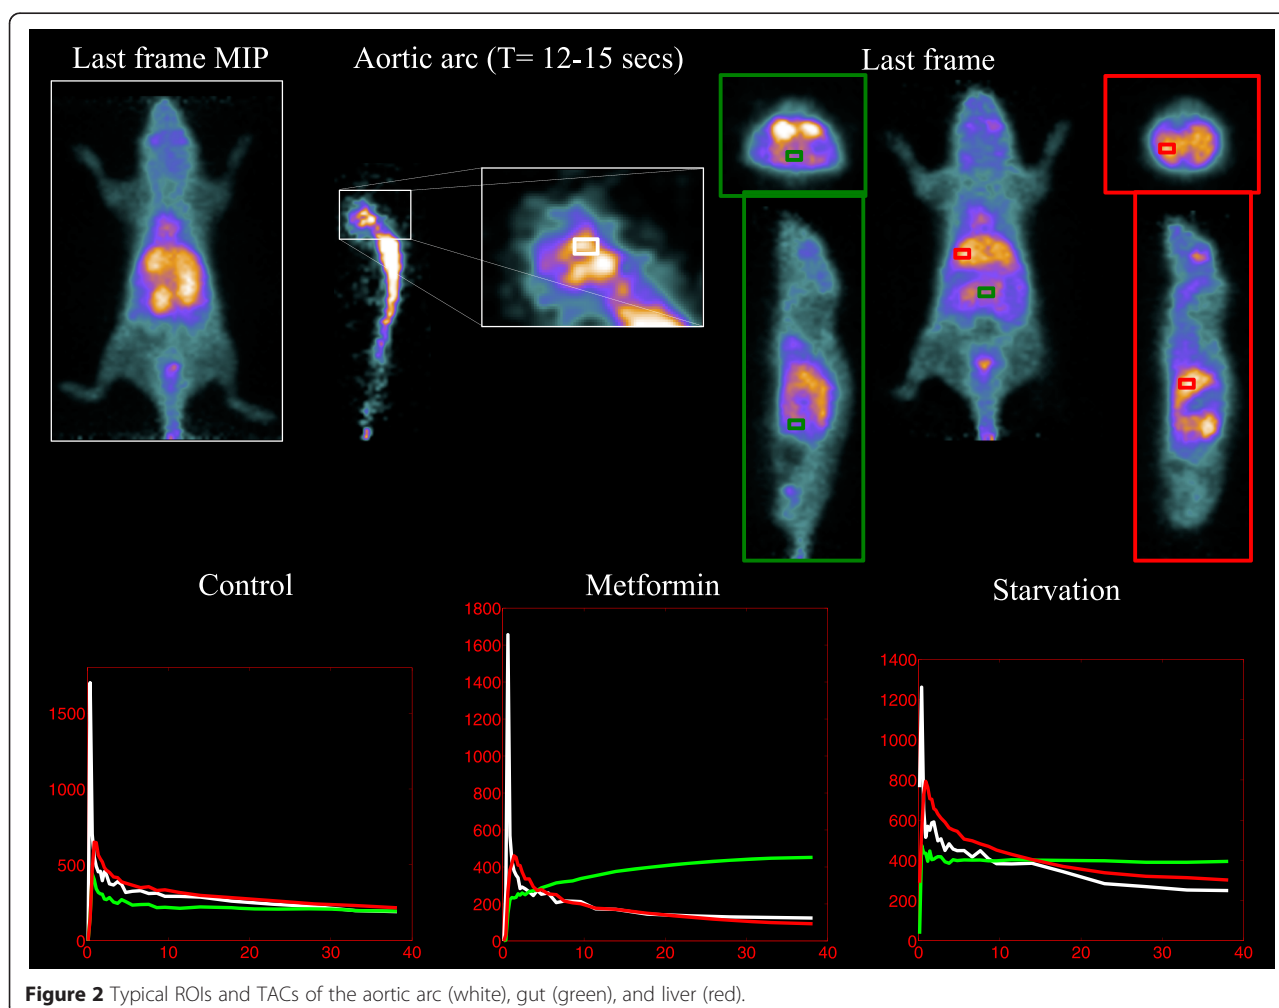 Last frame MIP
Aortic arc (T= 12-15 secs)
Last frame
Control
Metformin
Starvation
1500
1000
500
0
0 10 20 30 40
1800
1600
1400
1200
1000
800
600
400
200
0
0 10 20 30 40
1400
1200
1000
800
600
400
200
0
0 10 20 30 40
Figure 2 Typical ROIs and TACs of the aortic arc (white), gut (green), and liver (red).